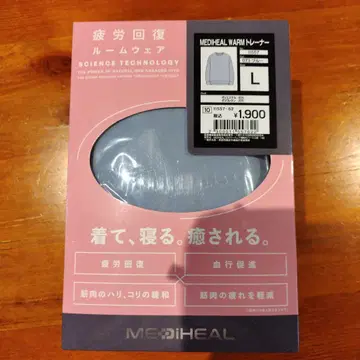 疲労回復
ルームウェア
SCIENCE TECHNOLOGY
MEDIHEAL WARM トレーナー
L
税込
¥1,900
着て、寝る。癒される。
疲労回復
血行促進
筋肉のハリ、コリの緩和
筋肉の疲れを軽減
MEDiHEAL